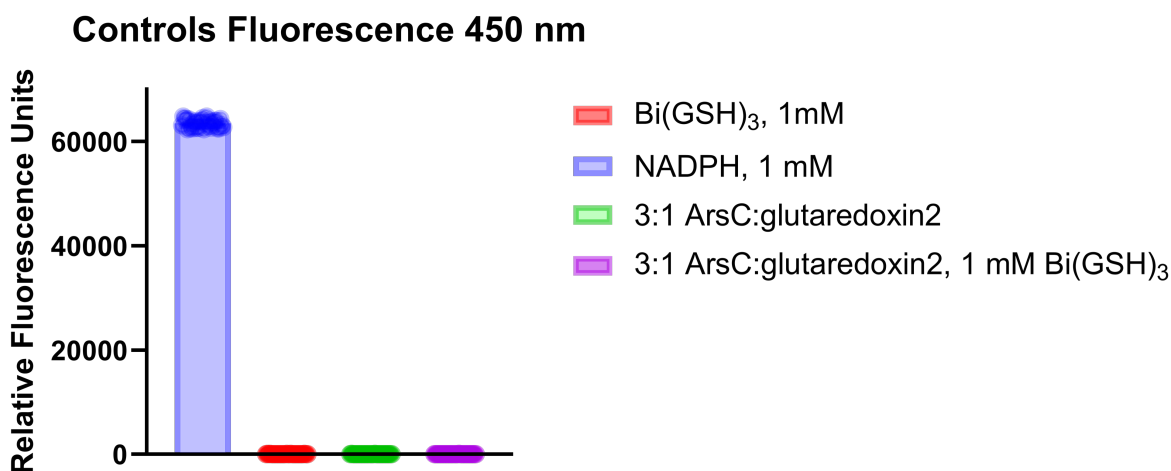 Controls Fluorescence 450 nm
Relative Fluorescence Units
60000
40000
20000
0
Bi(GSH)₃, 1mM
NADPH, 1 mM
3:1 ArsC:glutaredoxin2
3:1 ArsC:glutaredoxin2, 1 mM Bi(GSH)₃